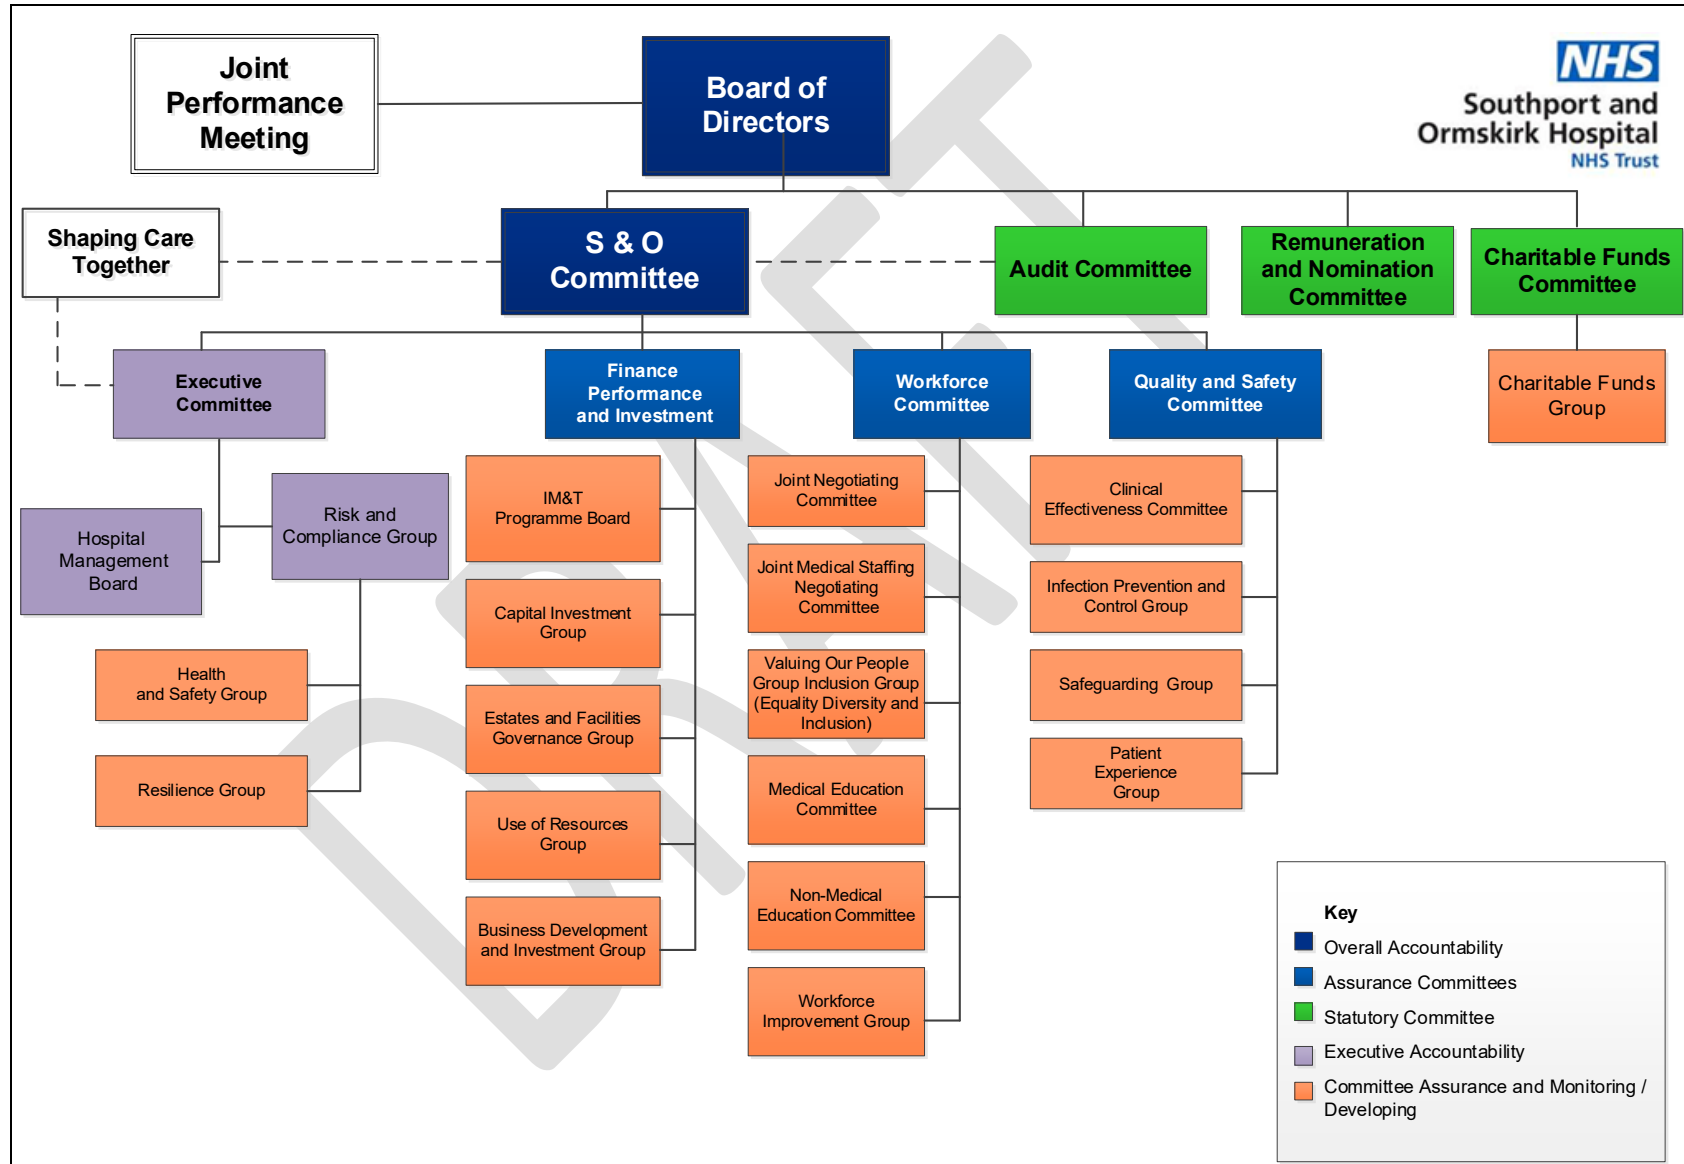 Joint
Performance
Meeting
Board of
Directors
NHS
Southport and
Ormskirk Hospital
NHS Trust
Shaping Care
Together
S & O
Committee
Audit Committee
Remuneration
and Nomination
Committee
Charitable Funds
Committee
Executive
Committee
Finance
Performance
and Investment
Workforce
Committee
Quality and Safety
Committee
Charitable Funds
Group
Hospital
Management
Board
Risk and
Compliance Group
Health
and Safety Group
Resilience Group
IM&T
Programme Board
Capital Investment
Group
Estates and Facilities
Governance Group
Use of Resources
Group
Business Development
and Investment Group
Joint Negotiating
Committee
Joint Medical Staffing
Negotiating
Committee
Valuing Our People
Group Inclusion Group
(Equality Diversity and
Inclusion)
Medical Education
Committee
Non-Medical
Education Committee
Workforce
Improvement Group
Clinical
Effectiveness Committee
Infection Prevention and
Control Group
Safeguarding Group
Patient
Experience
Group
Key
Overall Accountability
Assurance Committees
Statutory Committee
Executive Accountability
Committee Assurance and Monitoring /
Developing
DRAFT